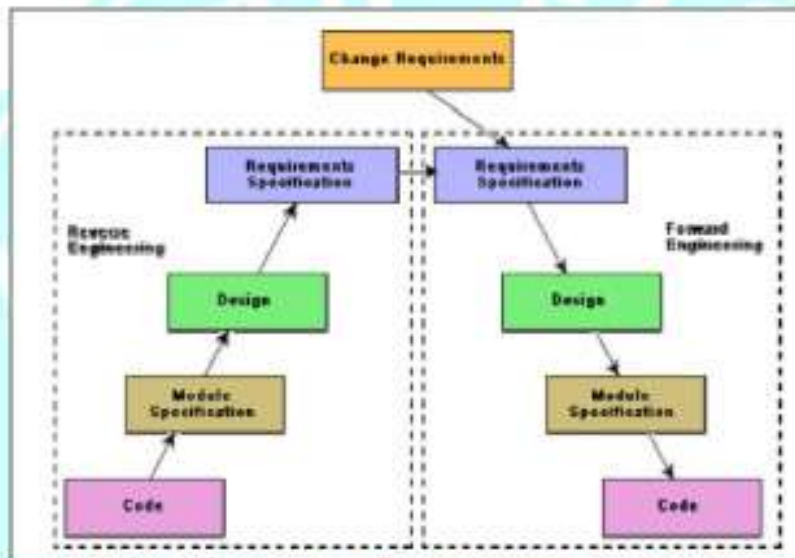 Change Requirements
Requirements
Specification
Requirements
Specification
Reverse
Engineering
Forward
Engineering
Design
Design
Module
Specification
Module
Specification
Code
Code